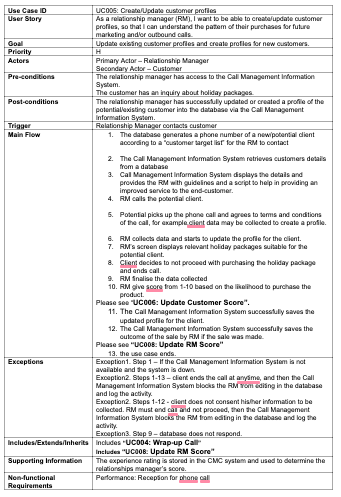 Use Case ID UC005: Create/Update customer profiles
User Story As a relationship manager (RM), I want to be able to create/update customer
profiles, so that I can understand the pattern of their purchases for future
marketing and/or outbound calls.
Goal Update existing customer profiles and create profiles for new customers.
Priority H
Actors Primary Actor – Relationship Manager
Secondary Actor – Customer
Pre-conditions The relationship manager has access to the Call Management Information
System.
The customer has an inquiry about holiday packages.
Post-conditions The relationship manager has successfully updated or created a profile of the
potential/existing customer into the database via the Call Management
Information System.
Trigger Relationship Manager contacts customer
Main Flow 1. The database generates a phone number of a new/potential client
according to a "customer target list" for the RM to contact
2. The Call Management Information System retrieves customers details
from a database
3. Call Management Information System displays the details and
provides the RM with guidelines and a script to help in providing an
improved service to the end-customer.
4. RM calls the potential client.
5. Potential picks up the phone call and agrees to terms and conditions
of the call, for example,client data may be collected to create a profile.
6. RM collects data and starts to update the profile for the client.
7. RM's screen displays relevant holiday packages suitable for the
potential client.
8. Client decides to not proceed with purchasing the holiday package
and ends call.
9. RM finalise the data collected
10. RM give score from 1-10 based on the likelihood to purchase the
product.
Please see "UC006: Update Customer Score".
11. The Call Management Information System successfully saves the
updated profile for the client.
12. The Call Management Information System successfully saves the
outcome of the sale by RM if the sale was made.
Please see "UC008: Update RM Score"
13. the use case ends.
Exceptions Exception1. Step 1 – If the Call Management Information System is not
available and the system is down.
Exception2. Steps 1-13 – client ends the call at anytime, and then the Call
Management Information System blocks the RM from editing in the database
and log the activity.
Exception2. Steps 1-12 - client does not consent his/her information to be
collected. RM must end call and not proceed, then the Call Management
Information System blocks the RM from editing in the database and log the
activity.
Exception3. Step 9 – database does not respond.
Includes/Extends/Inherits Includes "UC004: Wrap-up Call"
Includes "UC008: Update RM Score"
Supporting Information The experience rating is stored in the CMC system and used to determine the
relationships manager's score.
Non-functional Performance: Reception for phone call
Requirements